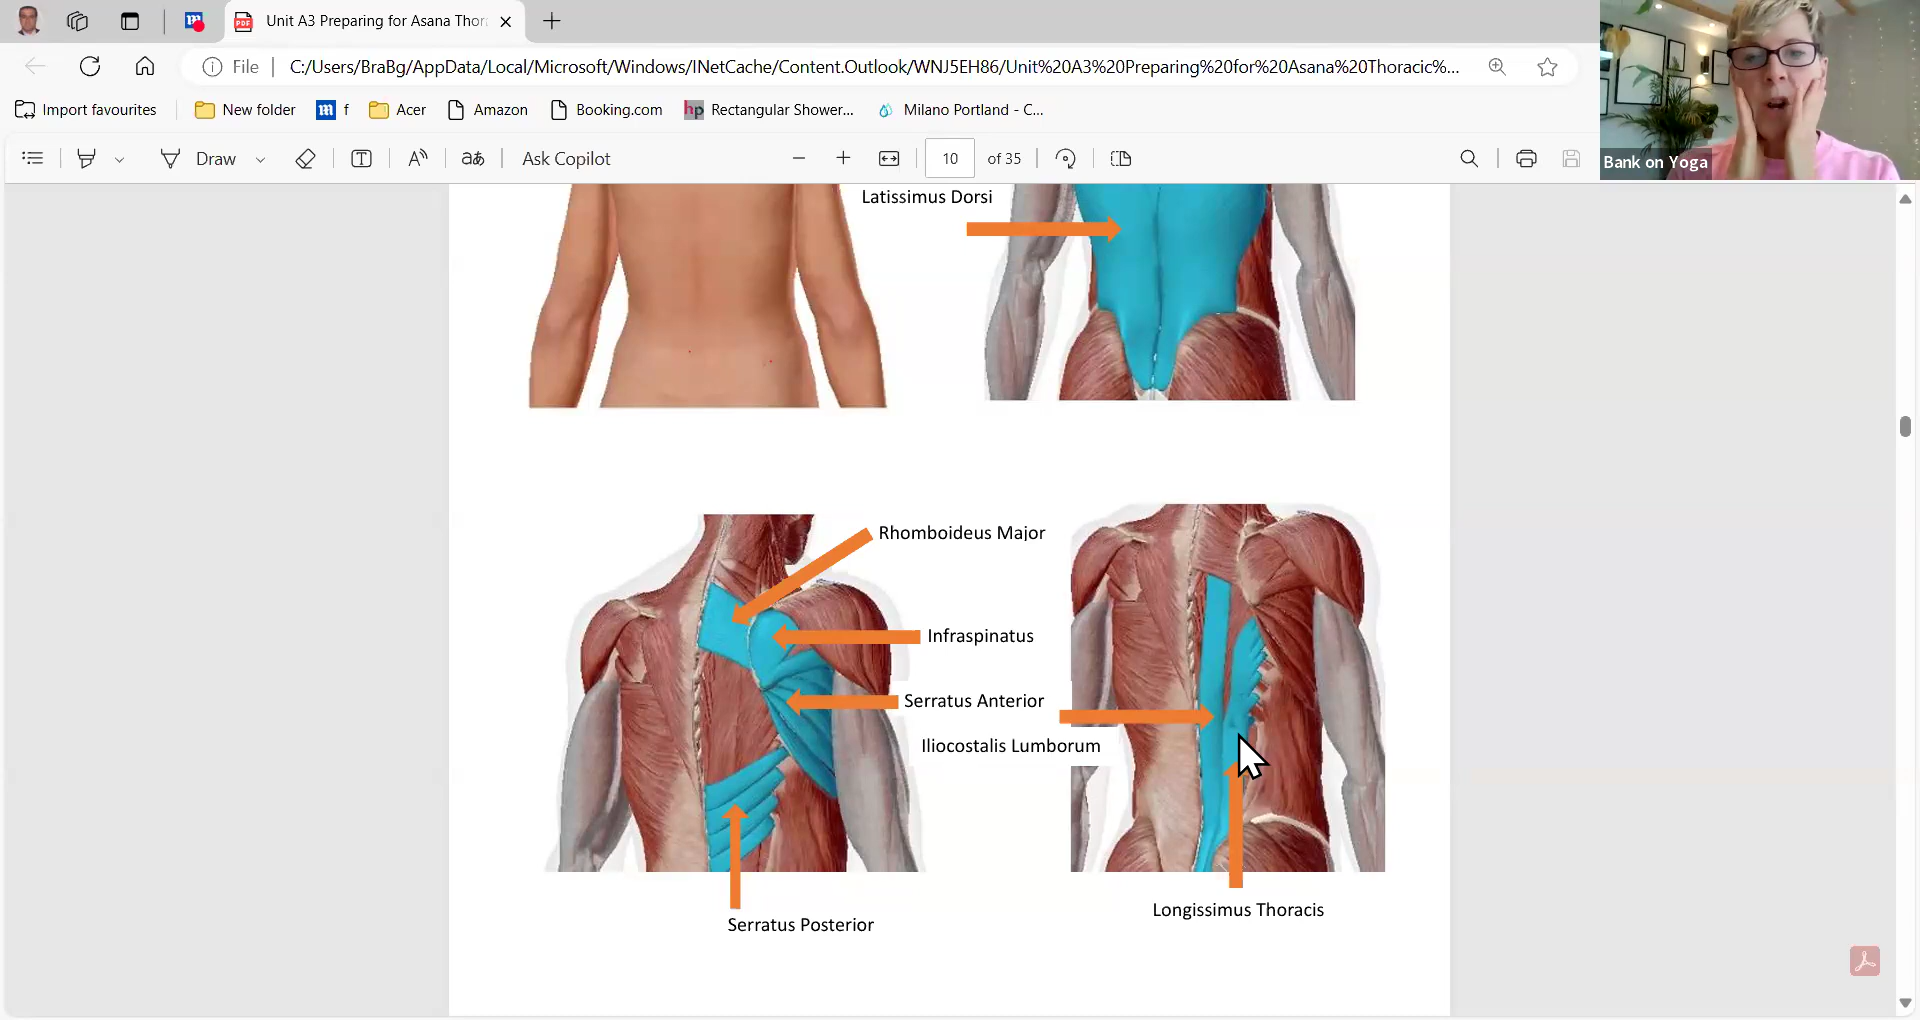 Unit A3 Preparing for Asana Thor
File
C:/Users/BraBg/AppData/Local/Microsoft/Windows/INetCache/Content.Outlook/WNJ5EH86/Unit%20A3%20Preparing%20for%20Asana%20Thoracic%...
Import favourites
New folder
f
Acer
Amazon
Booking.com
hp
Rectangular Shower...
Milano Portland - C...
Draw
Ask Copilot
10 of 35
Bank on Yoga
Latissimus Dorsi
Rhomboideus Major
Infraspinatus
Serratus Anterior
Iliocostalis Lumborum
Longissimus Thoracis
Serratus Posterior